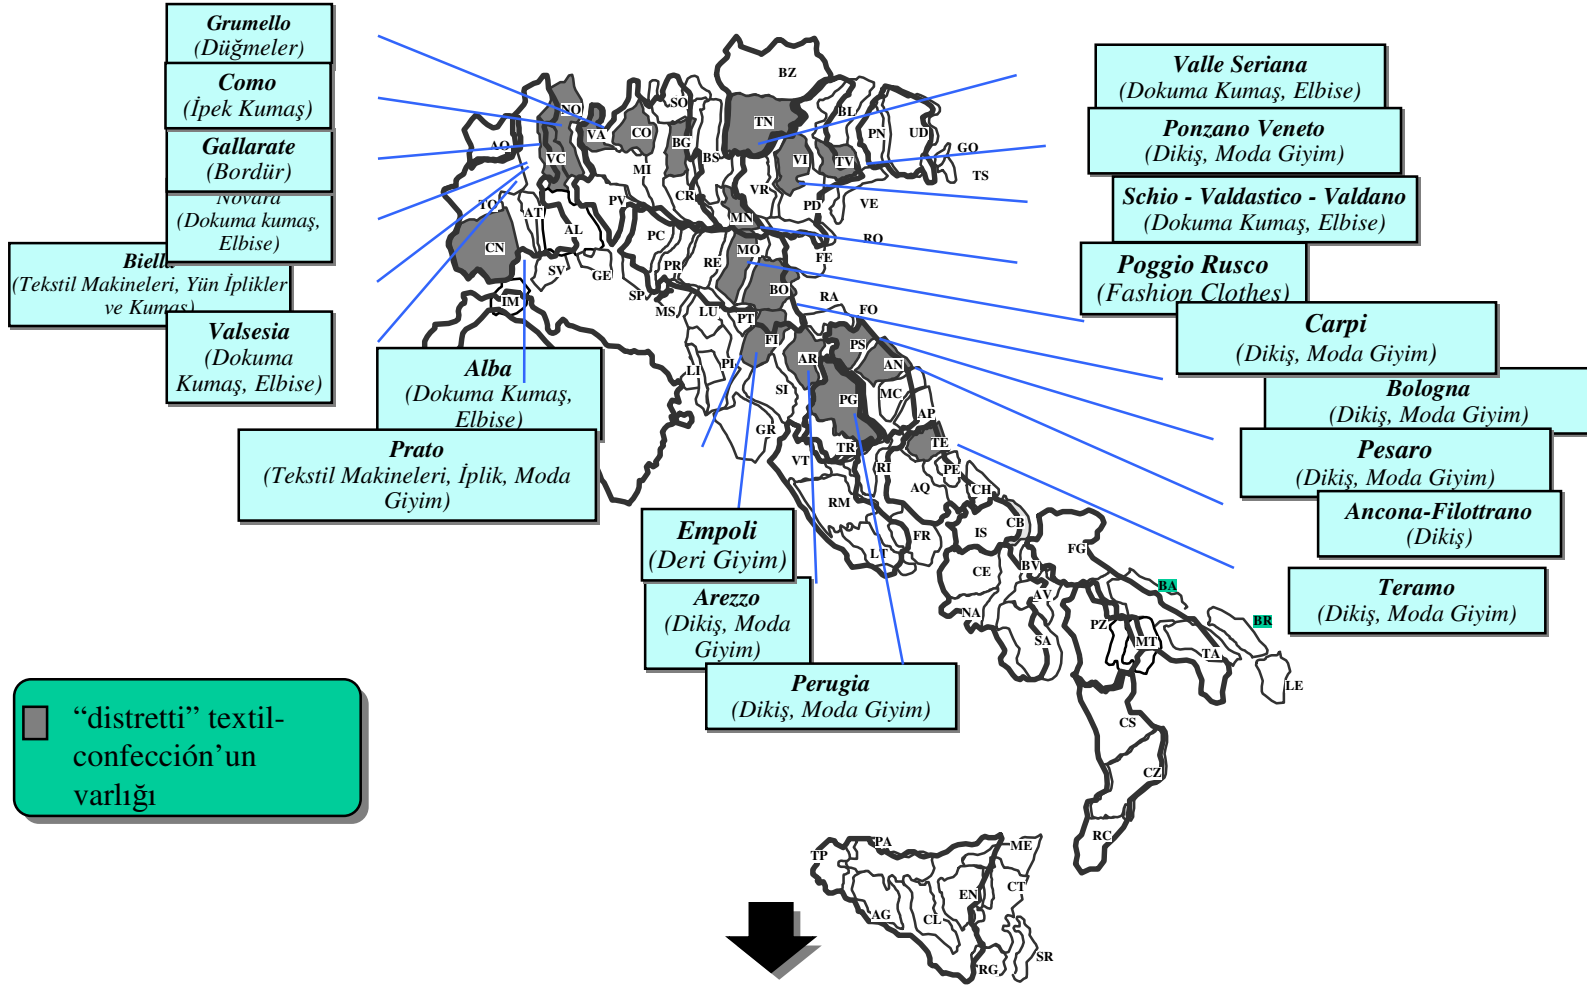 Grumello
(Düğmeler)
Como
(İpek Kumaş)
Gallarate
(Bordür)
Novara
(Dokuma kumaş,
Elbise)
Biella
(Tekstil Makineleri, Yün İplikler
ve Kumaş)
Valsesia
(Dokuma
Kumaş, Elbise)
Alba
(Dokuma Kumaş,
Elbise)
Prato
(Tekstil Makineleri, İplik, Moda
Giyim)
Empoli
(Deri Giyim)
Arezzo
(Dikiş, Moda
Giyim)
Perugia
(Dikiş, Moda Giyim)
Valle Seriana
(Dokuma Kumaş, Elbise)
Ponzano Veneto
(Dikiş, Moda Giyim)
Schio - Valdastico - Valdano
(Dokuma Kumaş, Elbise)
Poggio Rusco
(Fashion Clothes)
Carpi
(Dikiş, Moda Giyim)
Bologna
(Dikiş, Moda Giyim)
Pesaro
(Dikiş, Moda Giyim)
Ancona-Filottrano
(Dikiş)
Teramo
(Dikiş, Moda Giyim)
“distretti” textil-
confección’un
varlığı
BZ
SO
NO
BL
TN
PN
UD
VA
CO
BG
AO
VC
BS
VI
TV
GO
MI
TS
CR
VR
TO
AT
PV
PD
VE
MN
AL
PC
RO
CN
MO
FE
PR
RE
SV
GE
BO
SP
IM
MS
LU
PT
RA
FO
FI
PS
AR
PI
AN
LI
SI
MC
PG
AP
GR
TR
TE
VT
RI
PE
AQ
CH
RM
CB
IS
FR
LT
FG
CE
BV
BA
AV
NA
PZ
BR
SA
MT
TA
LE
CS
CZ
RC
PA
ME
TP
CT
EN
AG
CL
SR
RG